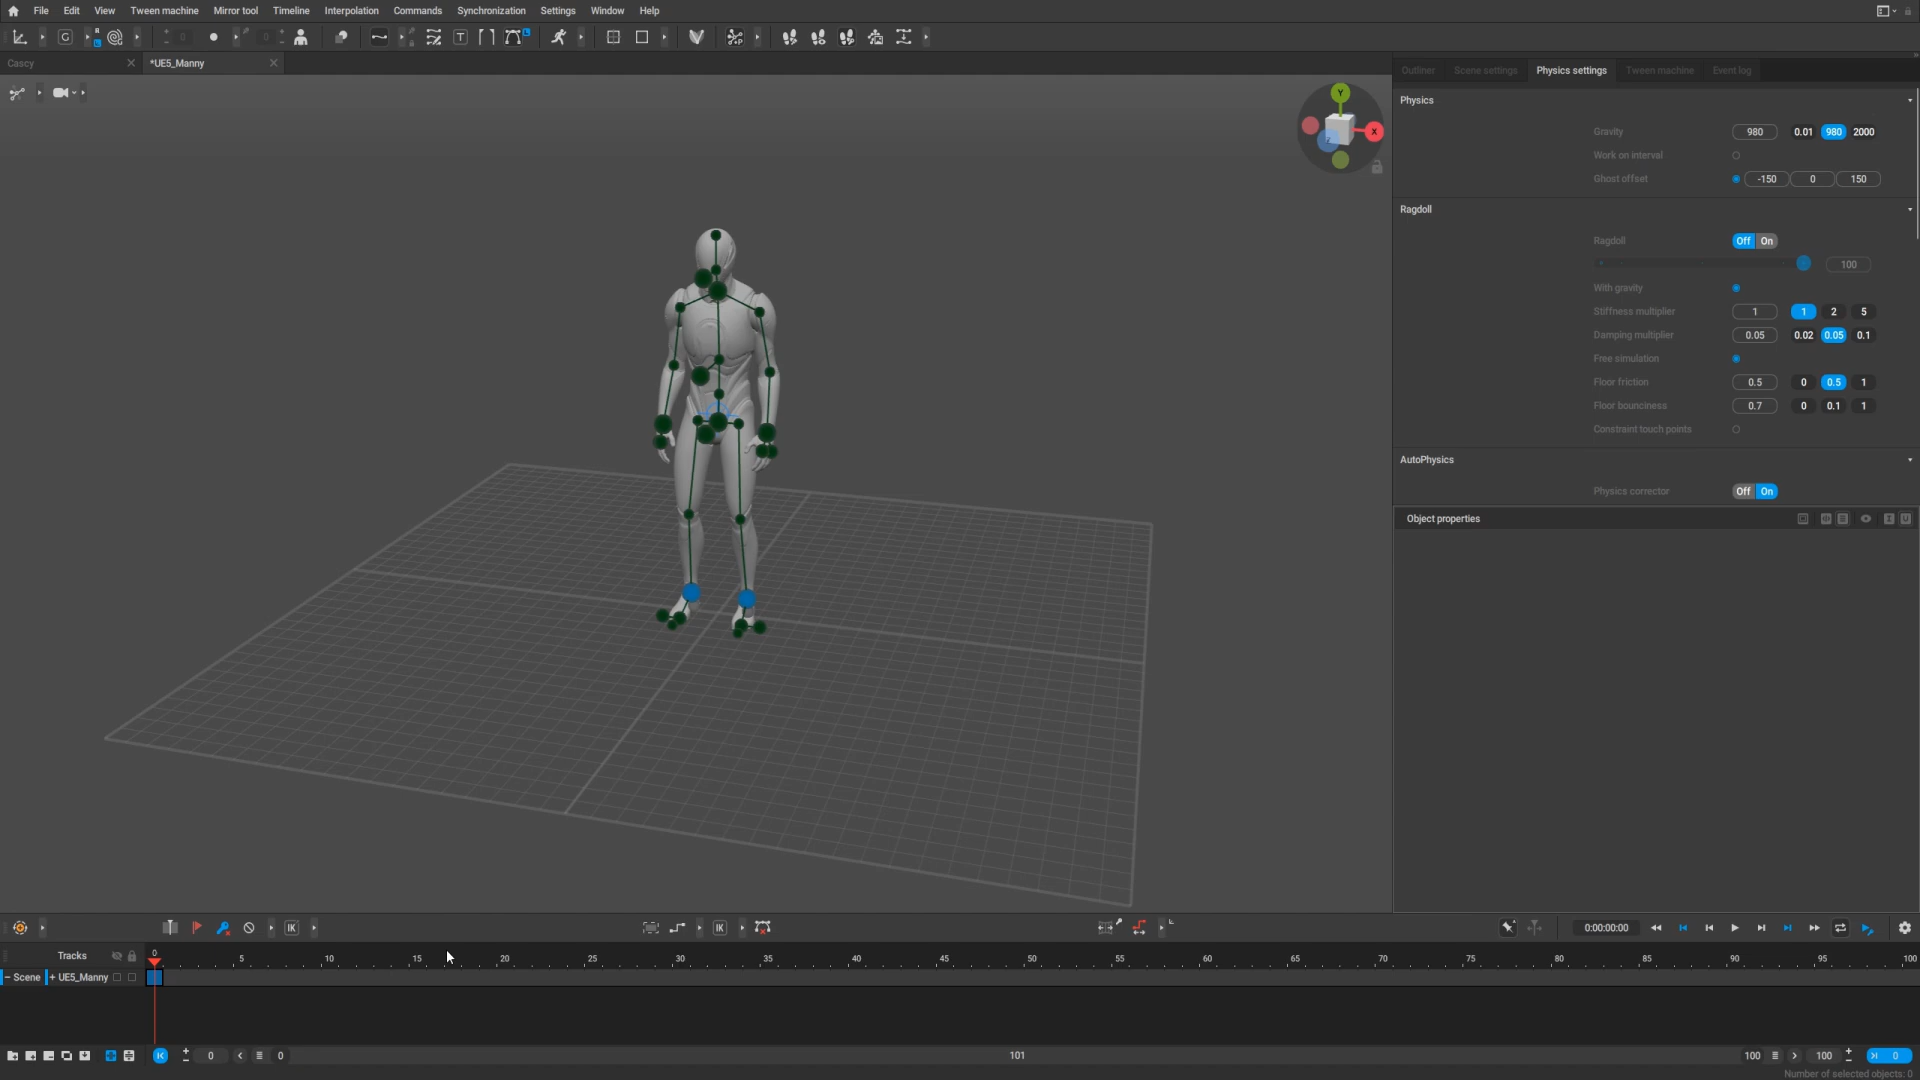 File Edit View Tween machine Mirror tool Timeline Interpolation Commands Synchronization Settings Window Help
G R L 0 0 T L P
Cascy *UE5_Manny
Outliner Scene settings Physics settings Tween machine Event log
Y
X
Physics
Gravity 980 0.01 980 2000
Work on interval
Ghost offset -150 0 150
Ragdoll
Ragdoll Off On
100
With gravity
Stiffness multiplier 1 1 2 5
Damping multiplier 0.05 0.02 0.05 0.1
Free simulation
Floor friction 0.5 0 0.5 1
Floor bounciness 0.7 0 0.1 1
Constraint touch points
AutoPhysics
Physics corrector Off On
Object properties
IK IK 0:00:00:00
Tracks 0 5 10 15 20 25 30 35 40 45 50 55 60 65 70 75 80 85 90 95 100
− Scene + UE5_Manny
0 0 101 100 100 0
Number of selected objects: 0